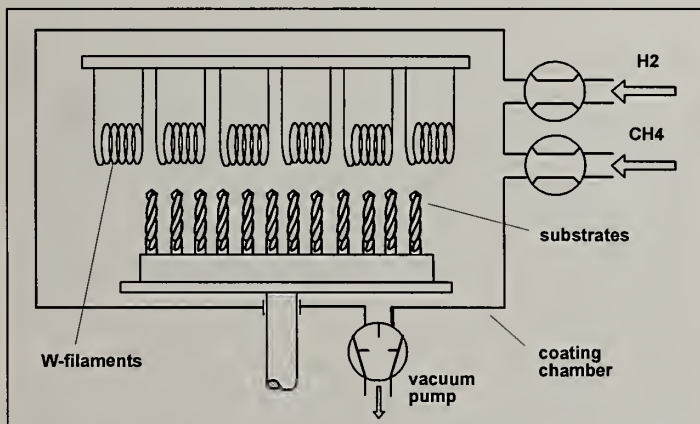 H2
CH4
substrates
W-filaments
coating
chamber
vacuum
pump